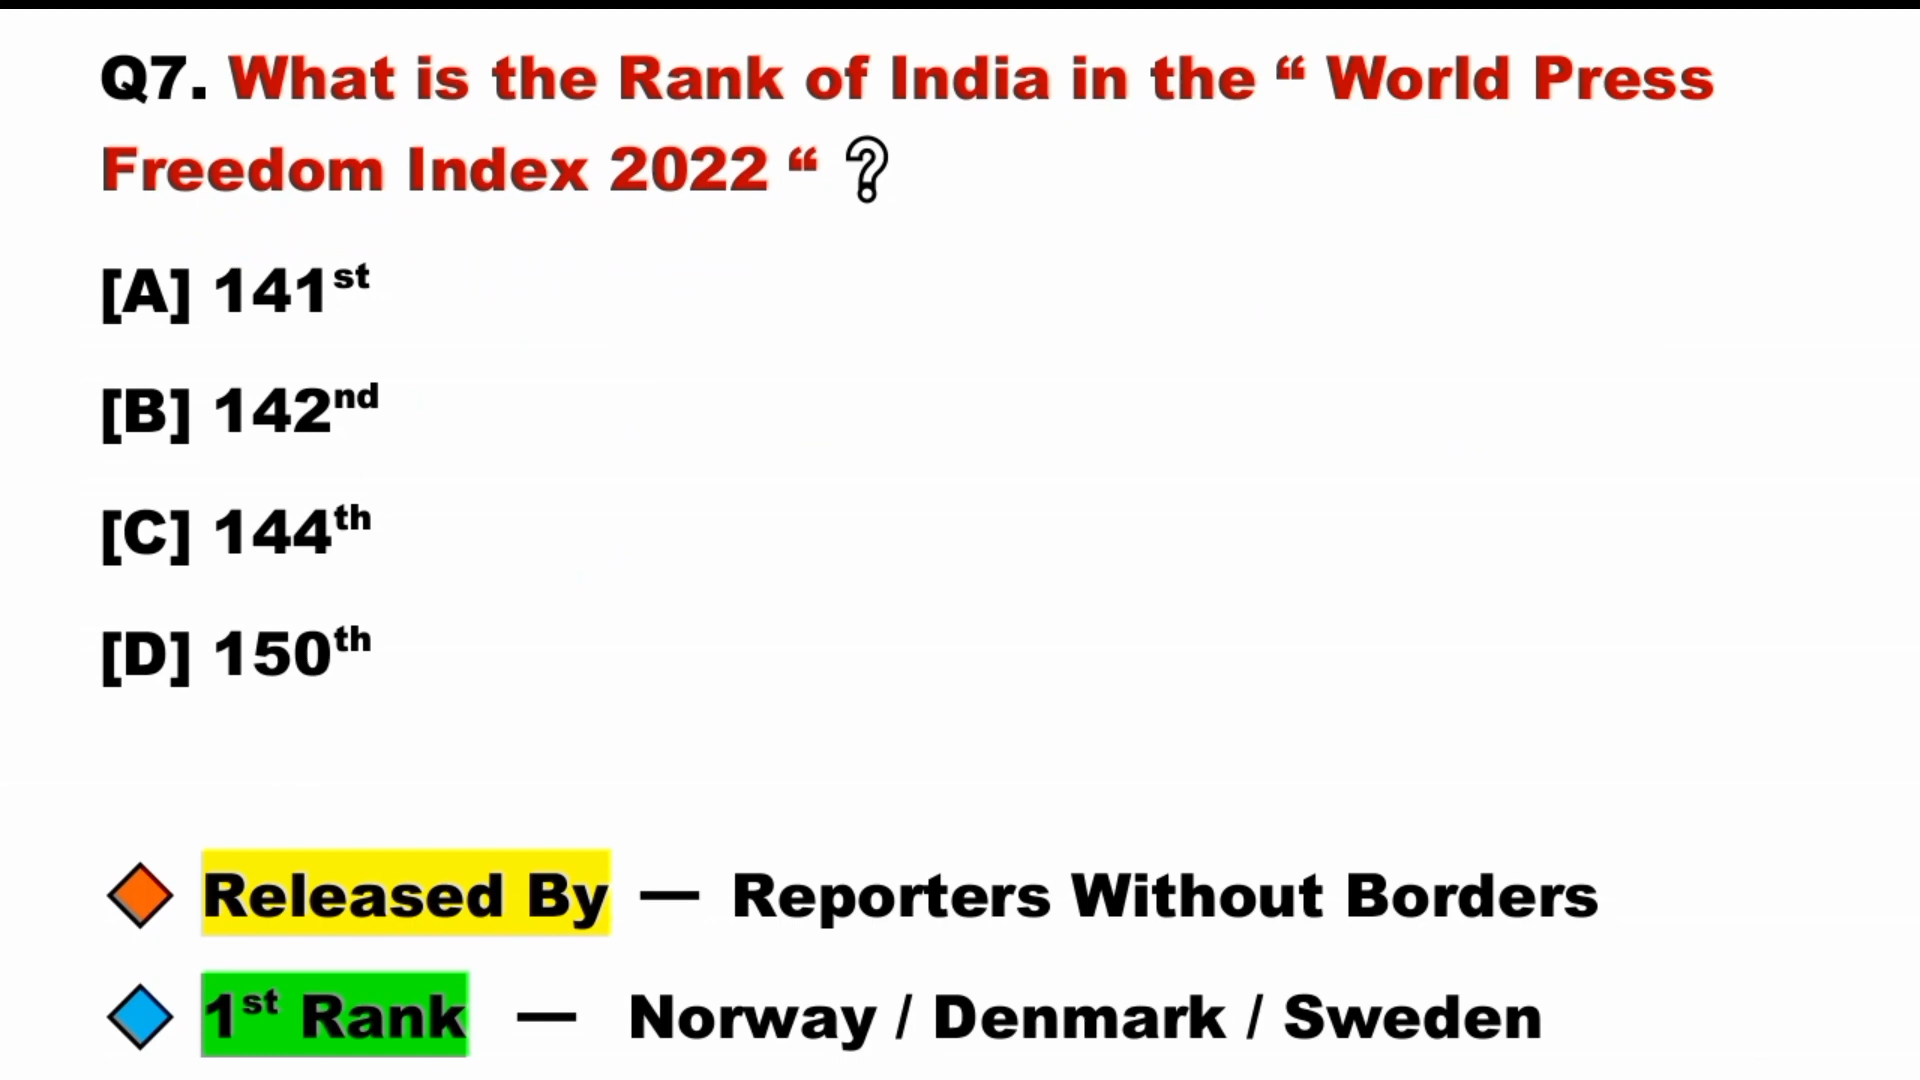 Q7. What is the Rank of India in the “ World Press
Freedom Index 2022 “ ?
[A] 141st
[B] 142nd
[C] 144th
[D] 150th
Released By — Reporters Without Borders
1st Rank — Norway / Denmark / Sweden